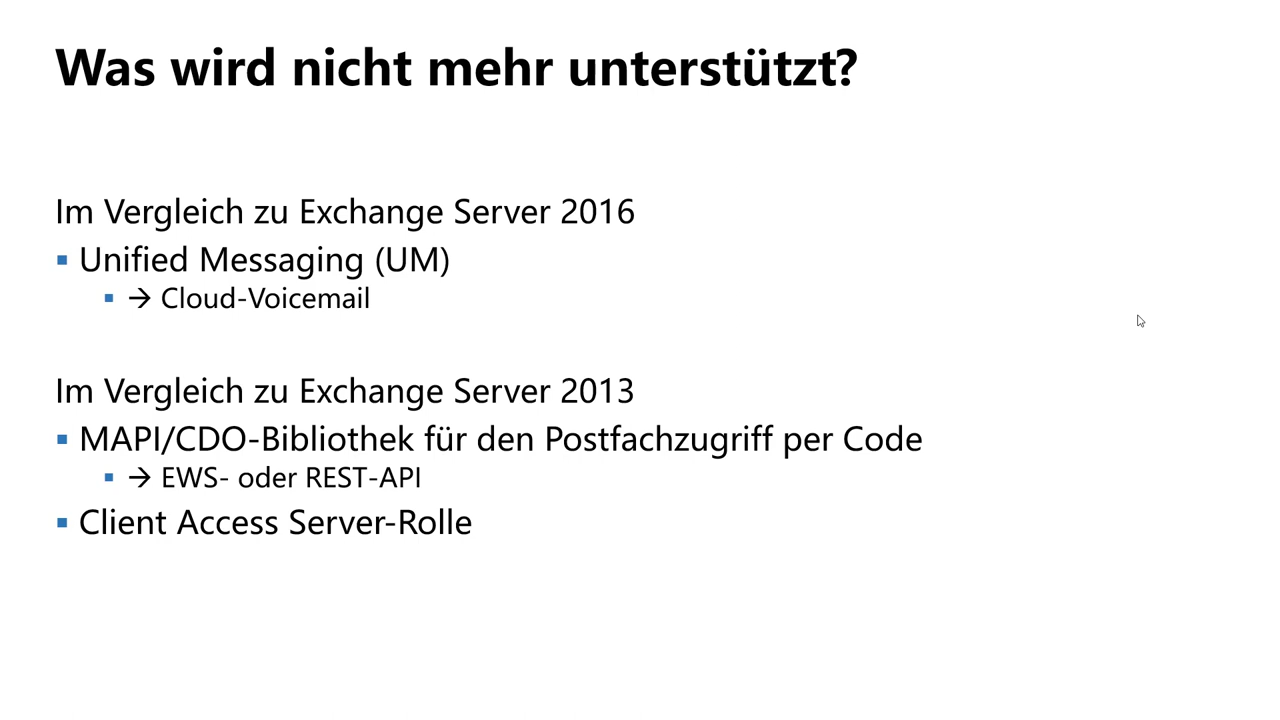 Was wird nicht mehr unterstützt?
Im Vergleich zu Exchange Server 2016
▪ Unified Messaging (UM)
▪ → Cloud-Voicemail
Im Vergleich zu Exchange Server 2013
▪ MAPI/CDO-Bibliothek für den Postfachzugriff per Code
▪ → EWS- oder REST-API
▪ Client Access Server-Rolle